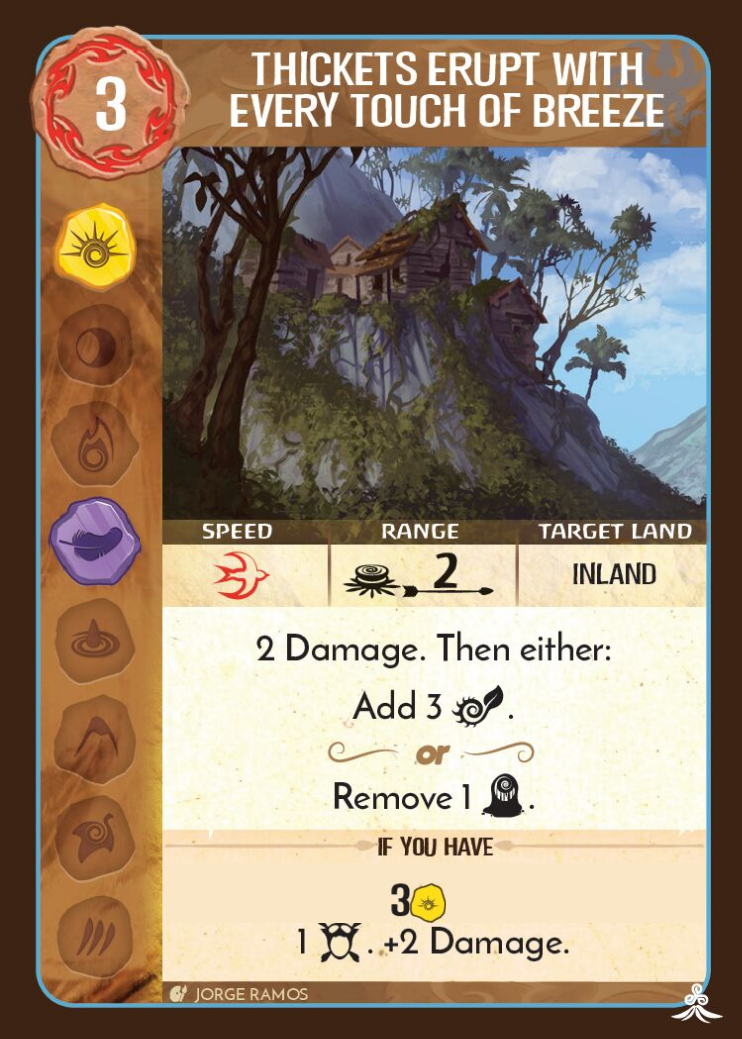 3
THICKETS ERUPT WITH
EVERY TOUCH OF BREEZE
SPEED RANGE TARGET LAND
2 INLAND
2 Damage. Then either:
Add 3 .
or
Remove 1 .
IF YOU HAVE
3
1 . +2 Damage.
JORGE RAMOS